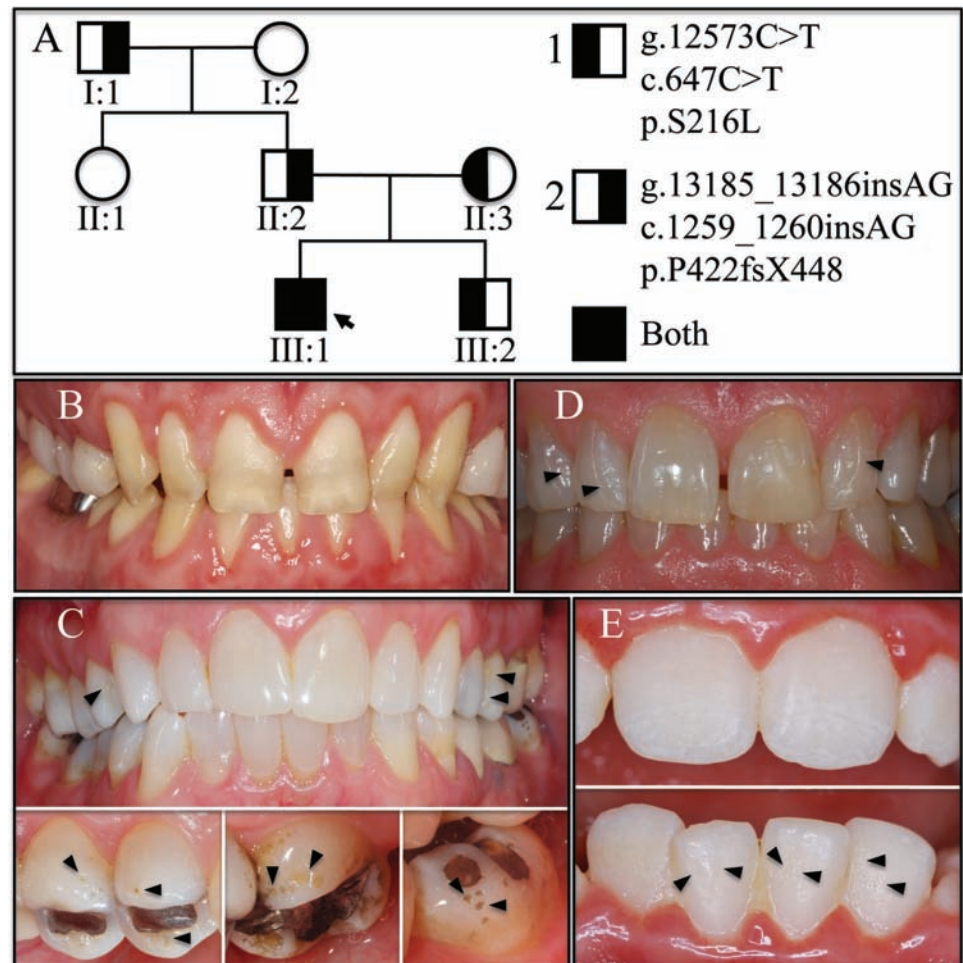 A
I:1
I:2
II:1
II:2
II:3
III:1
III:2
1
g.12573C>T
c.647C>T
p.S216L
2
g.13185_13186insAG
c.1259_1260insAG
p.P422fsX448
Both
B
D
C
E